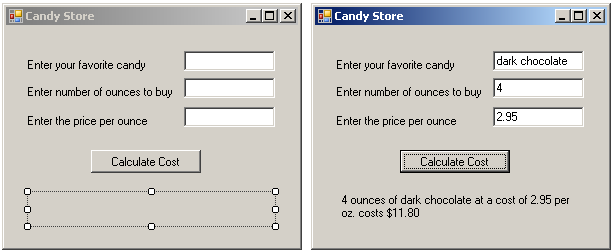 Candy Store
Enter your favorite candy
Enter number of ounces to buy
Enter the price per ounce
Calculate Cost
Candy Store
Enter your favorite candy dark chocolate
Enter number of ounces to buy 4
Enter the price per ounce 2.95
Calculate Cost
4 ounces of dark chocolate at a cost of 2.95 per
oz. costs $11.80